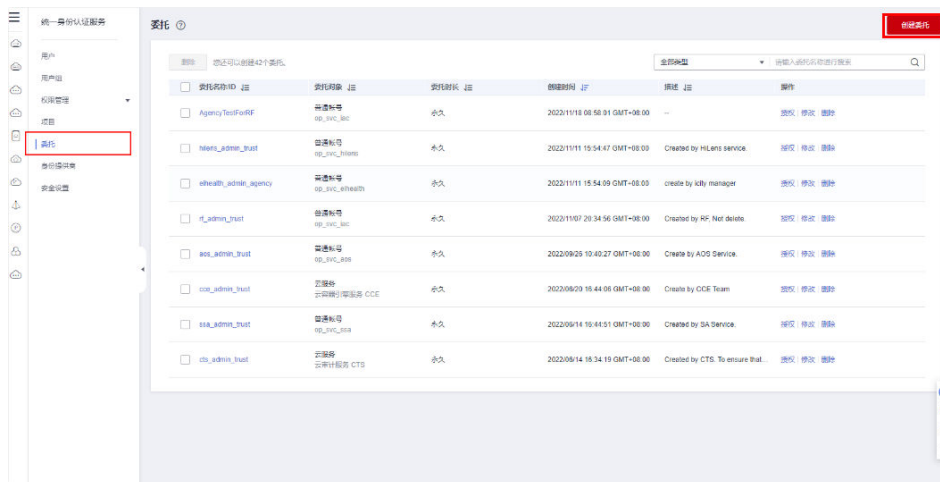 统一身份认证服务
用户
用户组
权限管理
项目
委托
身份提供商
安全设置
委托
创建委托
删除 您还可以创建42个委托。
全部类型 请输入委托名称进行搜索
委托名称/ID 委托对象 委托时长 创建时间 描述 操作
AgencyTestForRF 普通帐号 永久 2022/11/18 08:58:01 GMT+08:00 -- 授权 修改 删除
op_svc_iac
hilens_admin_trust 普通帐号 永久 2022/11/11 15:54:47 GMT+08:00 Created by HiLens service. 授权 修改 删除
op_svc_hilens
eihealth_admin_agency 普通帐号 永久 2022/11/11 15:54:09 GMT+08:00 create by icity manager 授权 修改 删除
op_svc_eihealth
rf_admin_trust 普通帐号 永久 2022/11/07 20:34:56 GMT+08:00 Created by RF, Not delete. 授权 修改 删除
op_svc_iac
aos_admin_trust 普通帐号 永久 2022/09/26 10:40:27 GMT+08:00 Create by AOS Service. 授权 修改 删除
op_svc_aos
cce_admin_trust 云服务 永久 2022/06/20 16:44:06 GMT+08:00 Create by CCE Team 授权 修改 删除
云容器引擎服务 CCE
ssa_admin_trust 普通帐号 永久 2022/06/14 16:44:51 GMT+08:00 Created by SA Service. 授权 修改 删除
op_svc_ssa
cts_admin_trust 云服务 永久 2022/06/14 16:34:19 GMT+08:00 Created by CTS. To ensure that... 授权 修改 删除
云审计服务 CTS